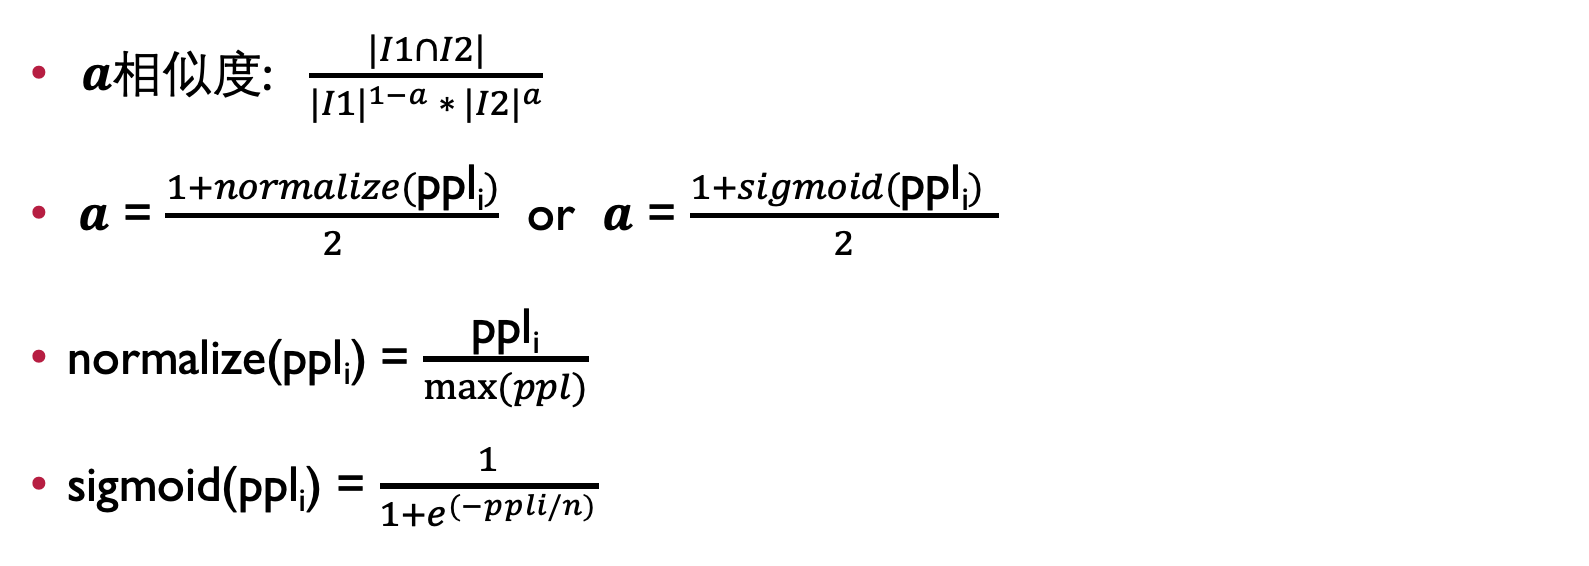 • a相似度: |I1∩I2| / |I1|^{1−a} * |I2|^{a}
• a = 1+normalize(ppl_i) / 2 or a = 1+sigmoid(ppl_i) / 2
• normalize(ppl_i) = ppl_i / max(ppl)
• sigmoid(ppl_i) = 1 / 1+e^{(−ppli/n)}